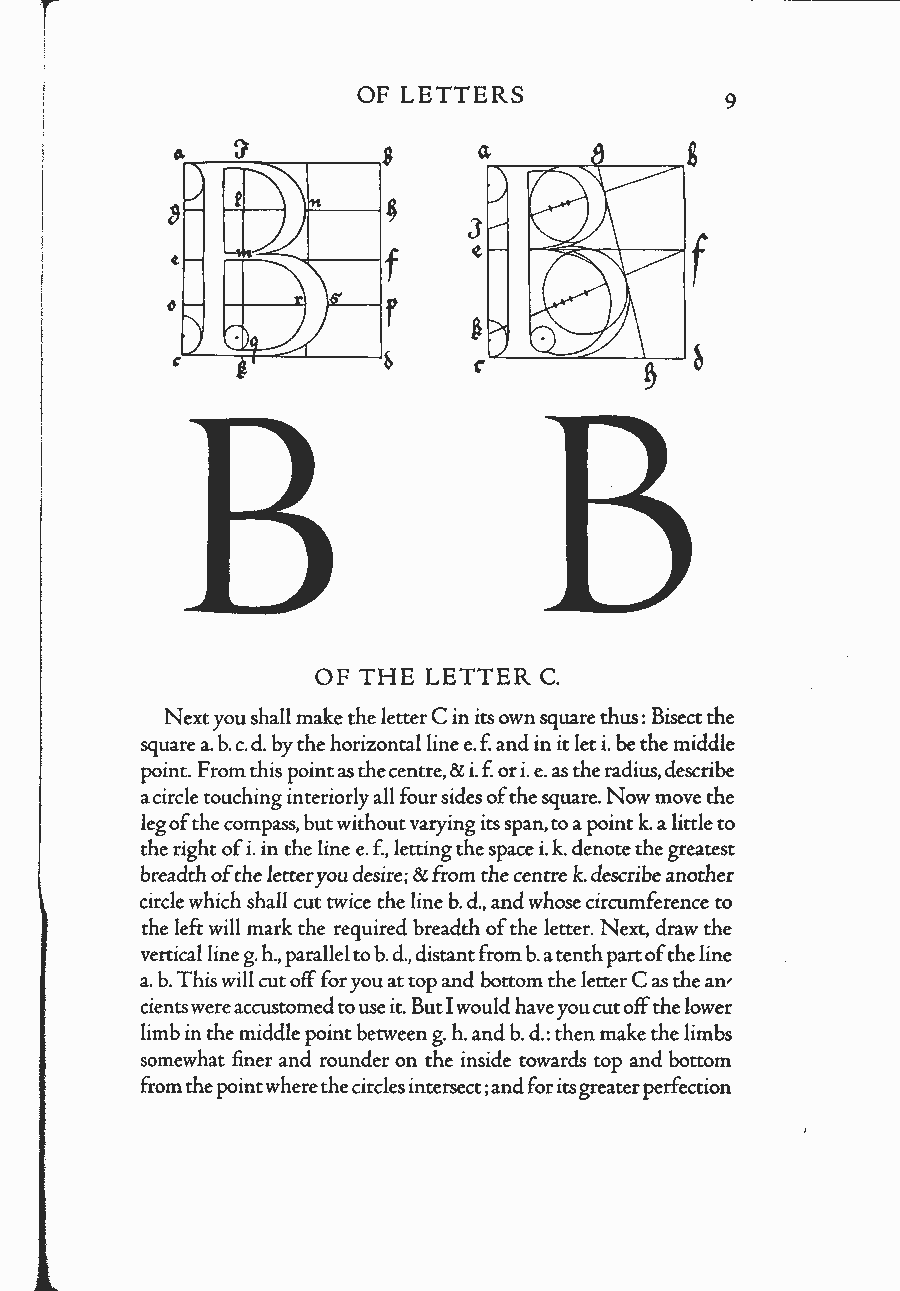 OF LETTERS 9
a b
g l n h
e m f
o r s p
q
c k d
a g b
e f
k
c h d
B B
OF THE LETTER C.
Next you shall make the letter C in its own square thus: Bisect the
square a. b. c. d. by the horizontal line e. f. and in it let i. be the middle
point. From this point as the centre, & i. f. or i. e. as the radius, describe
a circle touching interiorly all four sides of the square. Now move the
leg of the compass, but without varying its span, to a point k. a little to
the right of i. in the line e. f., letting the space i. k. denote the greatest
breadth of the letter you desire; & from the centre k. describe another
circle which shall cut twice the line b. d., and whose circumference to
the left will mark the required breadth of the letter. Next, draw the
vertical line g. h., parallel to b. d., distant from b. a tenth part of the line
a. b. This will cut off for you at top and bottom the letter C as the an-
cients were accustomed to use it. But I would have you cut off the lower
limb in the middle point between g. h. and b. d.: then make the limbs
somewhat finer and rounder on the inside towards top and bottom
from the point where the circles intersect; and for its greater perfection